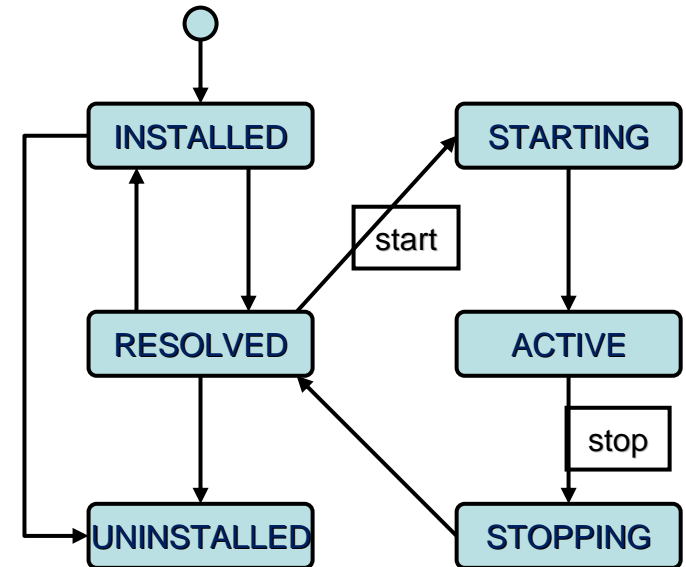 INSTALLED
STARTING
start
RESOLVED
ACTIVE
stop
UNINSTALLED
STOPPING